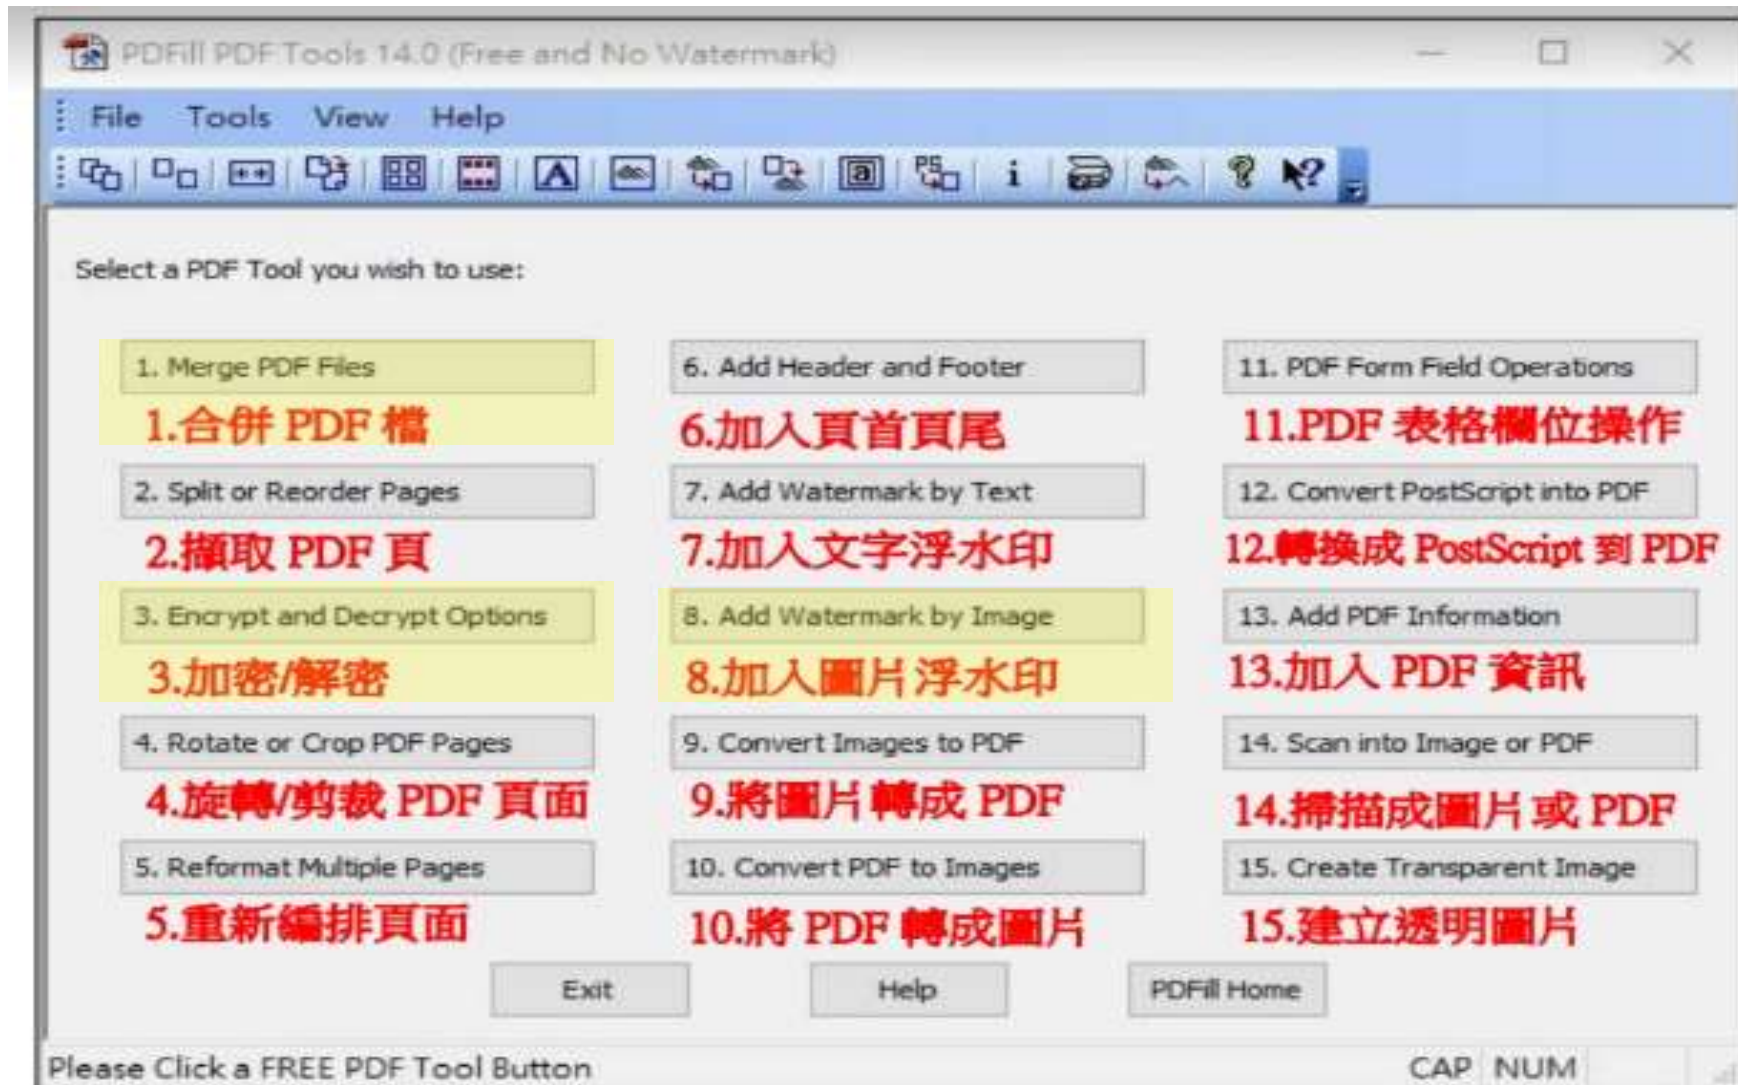 PDFill PDF Tools 14.0 (Free and No Watermark)
File Tools View Help
Select a PDF Tool you wish to use:
1. Merge PDF Files
1.合併 PDF 檔
2. Split or Reorder Pages
2.擷取 PDF 頁
3. Encrypt and Decrypt Options
3.加密/解密
4. Rotate or Crop PDF Pages
4.旋轉/剪裁 PDF 頁面
5. Reformat Multiple Pages
5.重新編排頁面
6. Add Header and Footer
6.加入頁首頁尾
7. Add Watermark by Text
7.加入文字浮水印
8. Add Watermark by Image
8.加入圖片浮水印
9. Convert Images to PDF
9.將圖片轉成 PDF
10. Convert PDF to Images
10.將 PDF 轉成圖片
11. PDF Form Field Operations
11.PDF 表格欄位操作
12. Convert PostScript into PDF
12.轉換成 PostScript 到 PDF
13. Add PDF Information
13.加入 PDF 資訊
14. Scan into Image or PDF
14.掃描成圖片或 PDF
15. Create Transparent Image
15.建立透明圖片
Exit Help PDFill Home
Please Click a FREE PDF Tool Button CAP NUM